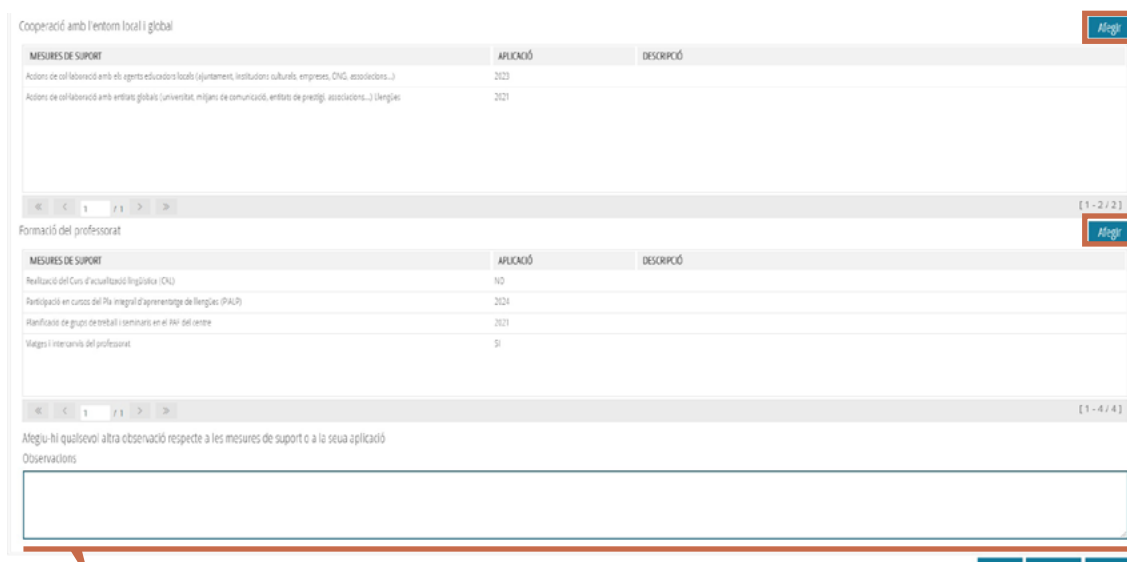 Cooperació amb l'entorn local i global
Afegir
MESURES DE SUPORT APLICACIÓ DESCRIPCIÓ
Accions de col·laboració amb els agents educadors locals (ajuntament, institucions culturals, empreses, ONG, associacions...) 2023
Accions de col·laboració amb entitats globals (universitat, mitjans de comunicació, entitats de prestigi, associacions...) Llengües 2021
« < 1 / 1 > » [ 1 - 2 / 2 ]
Formació del professorat
Afegir
MESURES DE SUPORT APLICACIÓ DESCRIPCIÓ
Realització del Curs d'actualització lingüística (CAL) NO
Participació en cursos del Pla integral d'aprenentatge de llengües (PIALP) 2024
Planificació de grups de treball i seminaris en el PAF del centre 2021
Viatges i intercanvis del professorat SI
« < 1 / 1 > » [ 1 - 4 / 4 ]
Afegiu-hi qualsevol altra observació respecte a les mesures de suport o a la seua aplicació
Observacions